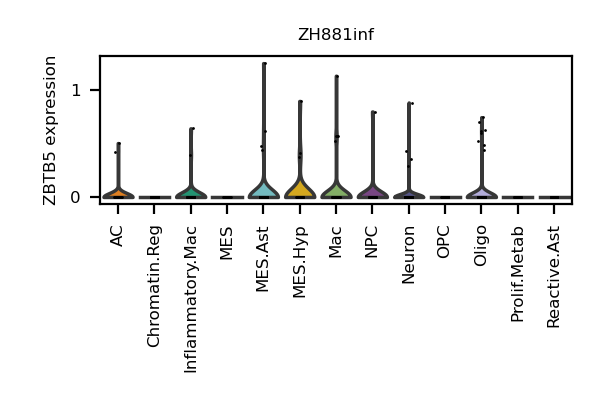 ZH881inf
ZBTB5 expression
1
0
AC
Chromatin.Reg
Inflammatory.Mac
MES
MES.Ast
MES.Hyp
Mac
NPC
Neuron
OPC
Oligo
Prolif.Metab
Reactive.Ast